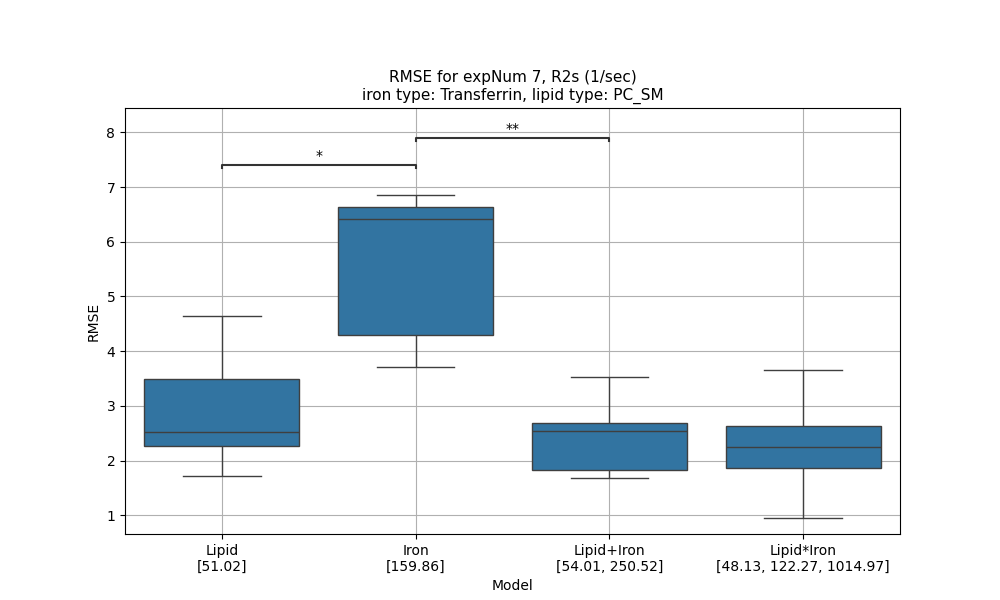 RMSE for expNum 7, R2s (1/sec)
iron type: Transferrin, lipid type: PC_SM
8
7
6
5
4
3
2
1
RMSE
*
**
Lipid
[51.02]
Iron
[159.86]
Lipid+Iron
[54.01, 250.52]
Lipid*Iron
[48.13, 122.27, 1014.97]
Model